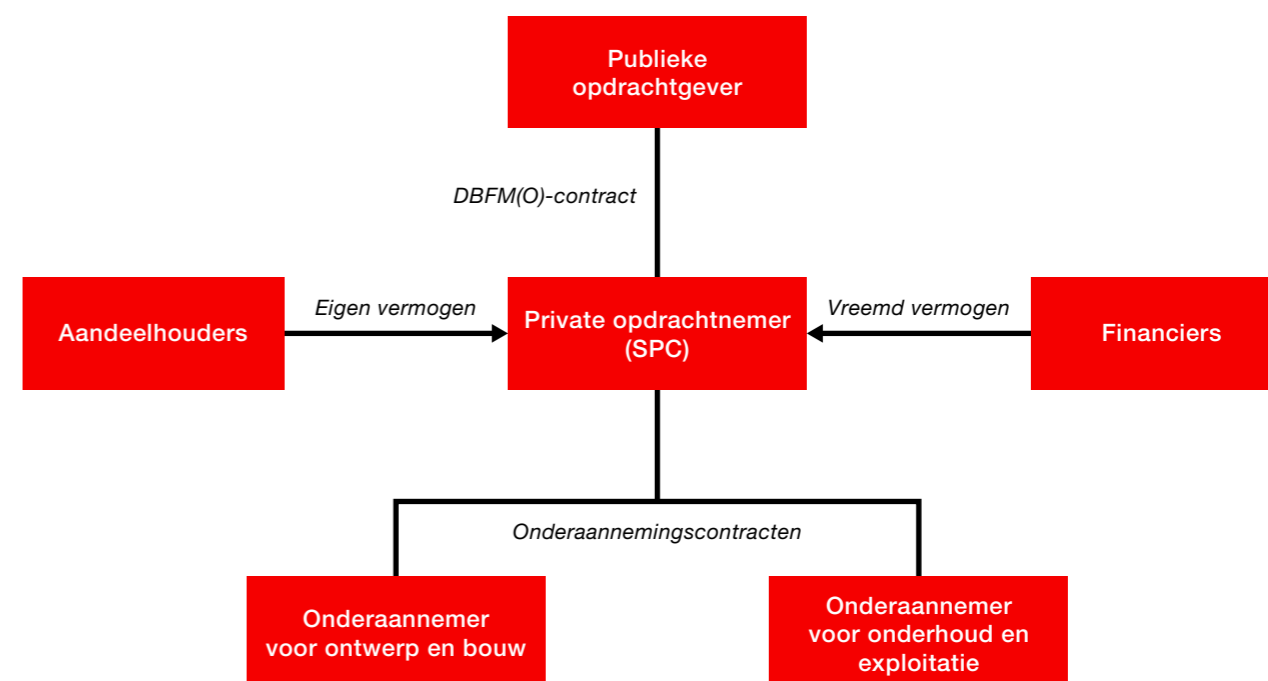 Publieke
opdrachtgever
DBFM(O)-contract
Aandeelhouders
Eigen vermogen
Private opdrachtnemer
(SPC)
Vreemd vermogen
Financiers
Onderaannemingscontracten
Onderaannemer
voor ontwerp en bouw
Onderaannemer
voor onderhoud en
exploitatie